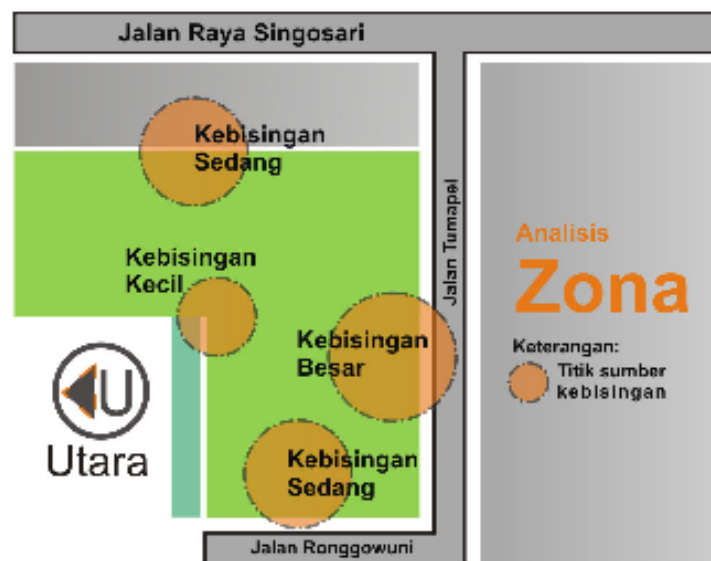 Jalan Raya Singosari
Kebisingan
Sedang
Kebisingan
Kecil
Kebisingan
Besar
Kebisingan
Sedang
Jalan Tumapel
Jalan Ronggowuni
U
Utara
Analisis
Zona
Keterangan:
Titik sumber
kebisingan